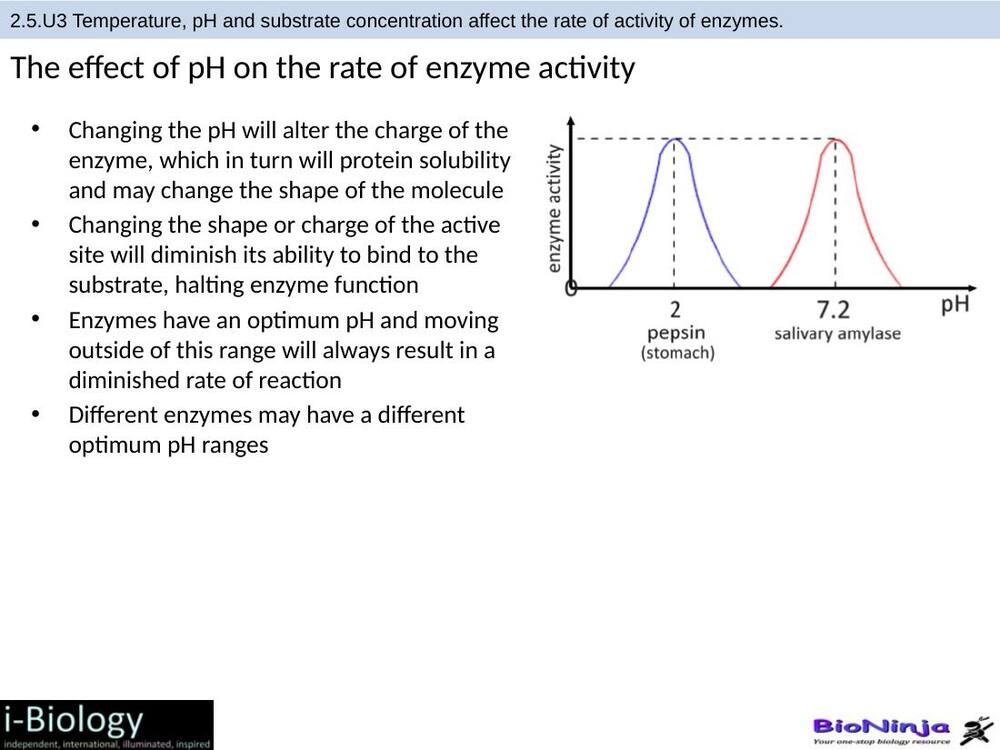 2.5.U3 Temperature, pH and substrate concentration affect the rate of activity of enzymes.
The effect of pH on the rate of enzyme activity
• Changing the pH will alter the charge of the
enzyme, which in turn will protein solubility
and may change the shape of the molecule
• Changing the shape or charge of the active
site will diminish its ability to bind to the
substrate, halting enzyme function
• Enzymes have an optimum pH and moving
outside of this range will always result in a
diminished rate of reaction
• Different enzymes may have a different
optimum pH ranges
enzyme activity
0
2
pepsin
(stomach)
7.2
salivary amylase
pH
i-Biology
independent, international, illuminated, inspired
BioNinja
Your one-stop biology resource